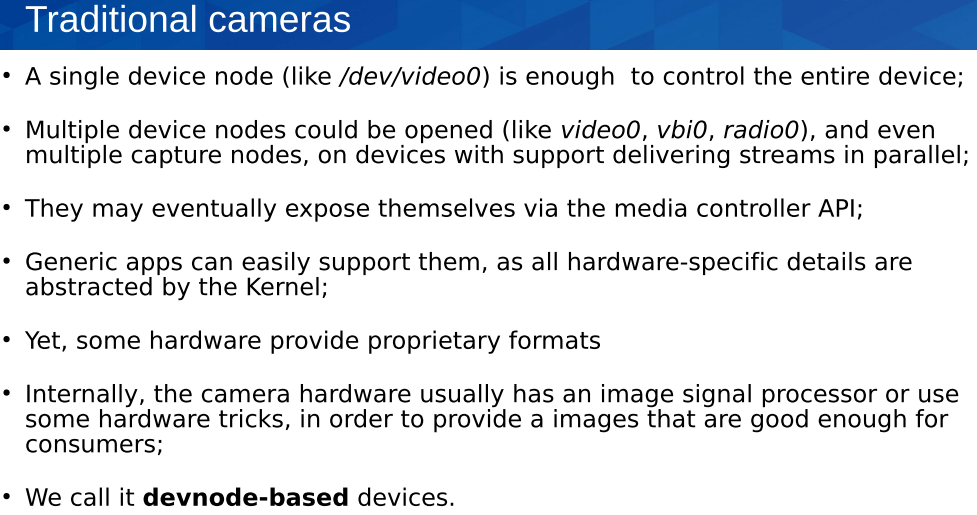 Traditional cameras
• A single device node (like /dev/video0) is enough  to control the entire device;
• Multiple device nodes could be opened (like video0, vbi0, radio0), and even
multiple capture nodes, on devices with support delivering streams in parallel;
• They may eventually expose themselves via the media controller API;
• Generic apps can easily support them, as all hardware-specific details are
abstracted by the Kernel;
• Yet, some hardware provide proprietary formats
• Internally, the camera hardware usually has an image signal processor or use
some hardware tricks, in order to provide a images that are good enough for
consumers;
• We call it devnode-based devices.